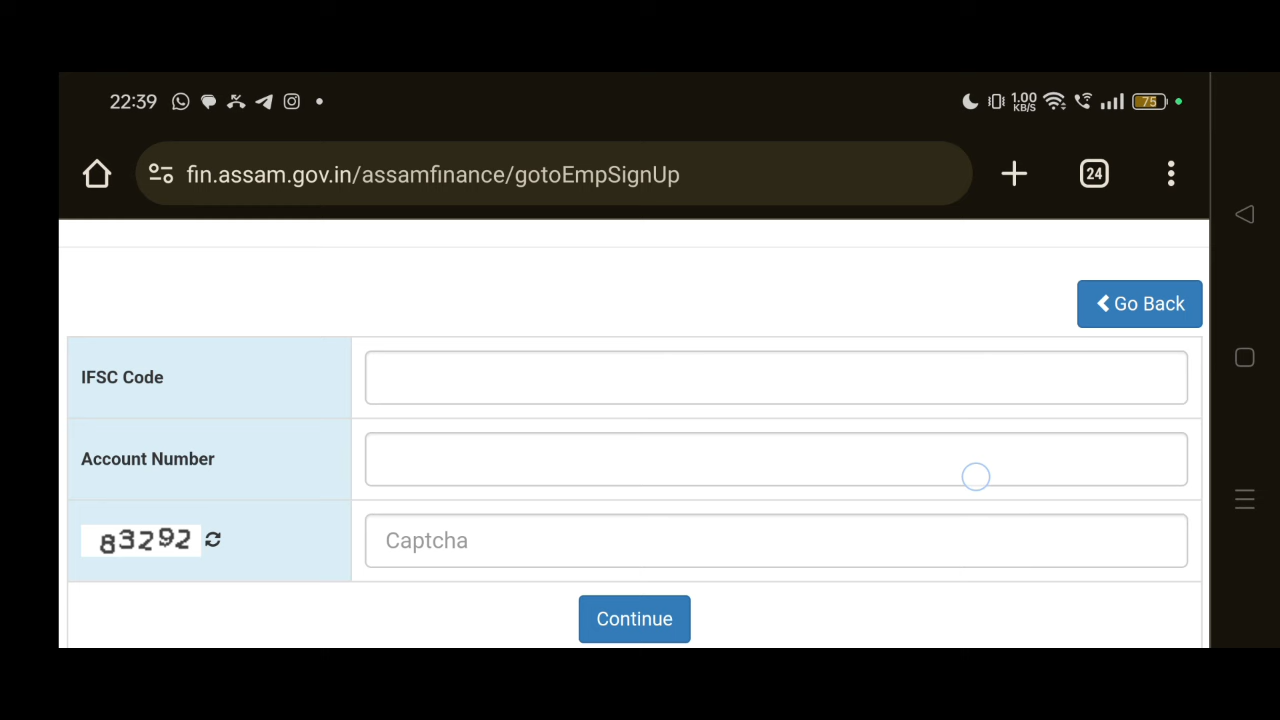 22:39
1.00
KB/S
75
fin.assam.gov.in/assamfinance/gotoEmpSignUp
24
Go Back
IFSC Code
Account Number
83292
Captcha
Continue